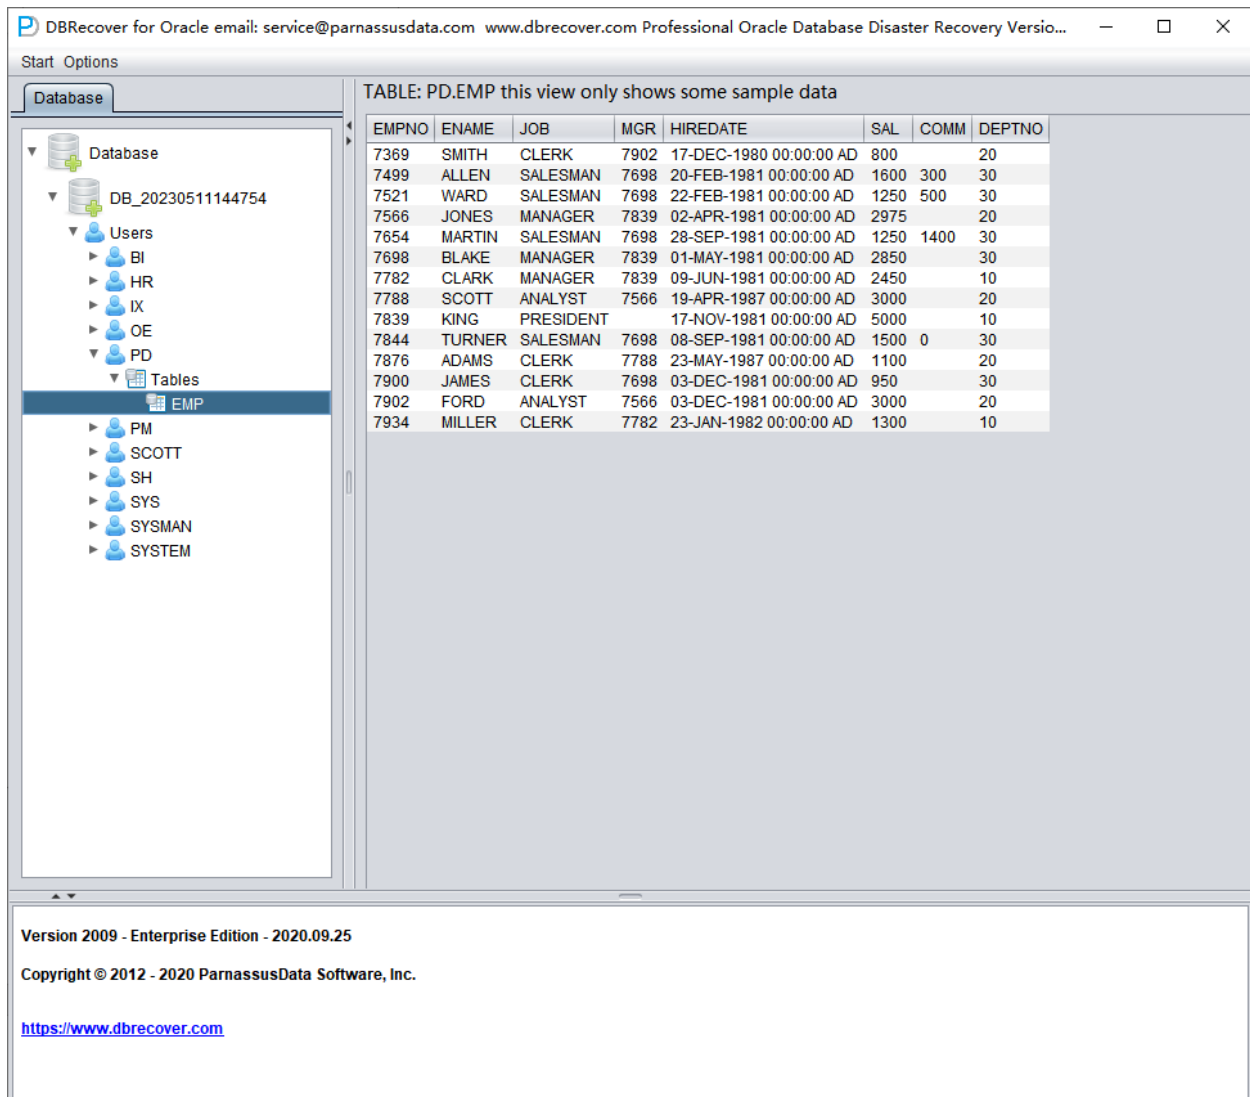 DBRecover for Oracle email: service@parnassusdata.com  www.dbrecover.com Professional Oracle Database Disaster Recovery Versio...
Start Options
Database
Database
DB_20230511144754
Users
BI
HR
IX
OE
PD
Tables
EMP
PM
SCOTT
SH
SYS
SYSMAN
SYSTEM
TABLE: PD.EMP this view only shows some sample data
EMPNO ENAME JOB MGR HIREDATE SAL COMM DEPTNO
7369 SMITH CLERK 7902 17-DEC-1980 00:00:00 AD 800 20
7499 ALLEN SALESMAN 7698 20-FEB-1981 00:00:00 AD 1600 300 30
7521 WARD SALESMAN 7698 22-FEB-1981 00:00:00 AD 1250 500 30
7566 JONES MANAGER 7839 02-APR-1981 00:00:00 AD 2975 20
7654 MARTIN SALESMAN 7698 28-SEP-1981 00:00:00 AD 1250 1400 30
7698 BLAKE MANAGER 7839 01-MAY-1981 00:00:00 AD 2850 30
7782 CLARK MANAGER 7839 09-JUN-1981 00:00:00 AD 2450 10
7788 SCOTT ANALYST 7566 19-APR-1987 00:00:00 AD 3000 20
7839 KING PRESIDENT 17-NOV-1981 00:00:00 AD 5000 10
7844 TURNER SALESMAN 7698 08-SEP-1981 00:00:00 AD 1500 0 30
7876 ADAMS CLERK 7788 23-MAY-1987 00:00:00 AD 1100 20
7900 JAMES CLERK 7698 03-DEC-1981 00:00:00 AD 950 30
7902 FORD ANALYST 7566 03-DEC-1981 00:00:00 AD 3000 20
7934 MILLER CLERK 7782 23-JAN-1982 00:00:00 AD 1300 10
Version 2009 - Enterprise Edition - 2020.09.25
Copyright © 2012 - 2020 ParnassusData Software, Inc.
https://www.dbrecover.com